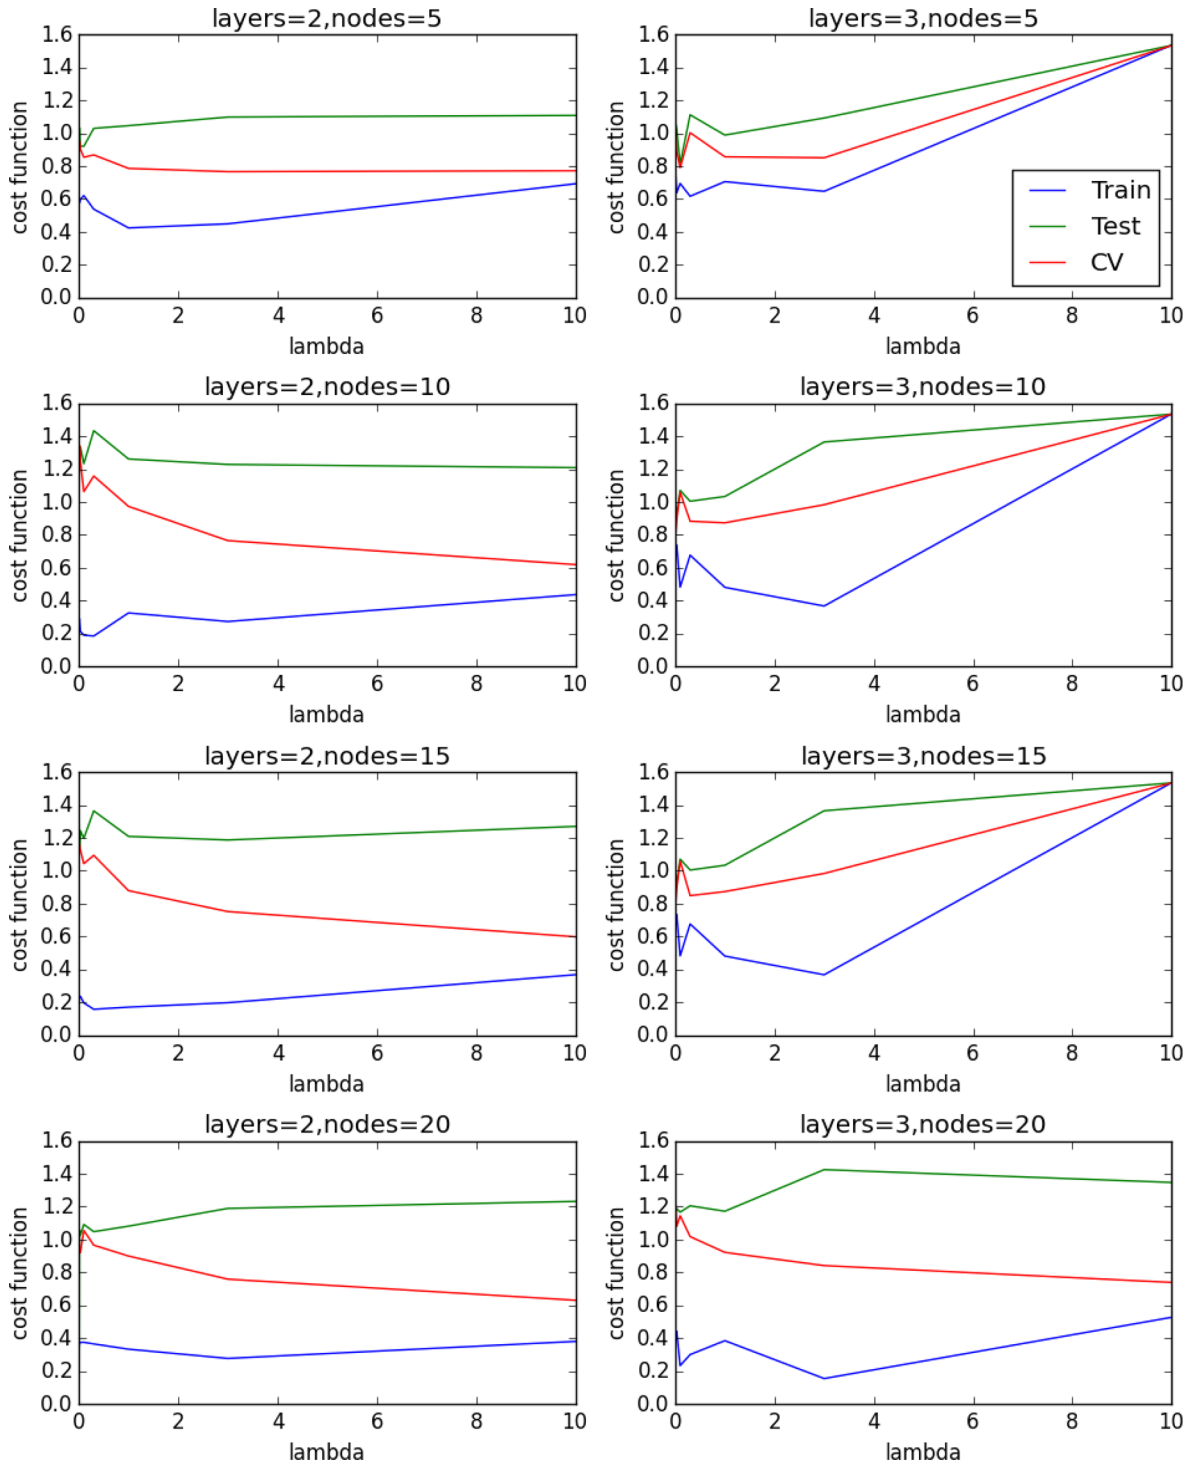 layers=2,nodes=5
1.6
1.4
1.2
1.0
0.8
0.6
0.4
0.2
0.0
cost function
0 2 4 6 8 10
lambda
layers=3,nodes=5
1.6
1.4
1.2
1.0
0.8
0.6
0.4
0.2
0.0
cost function
Train
Test
CV
0 2 4 6 8 10
lambda
layers=2,nodes=10
1.6
1.4
1.2
1.0
0.8
0.6
0.4
0.2
0.0
cost function
0 2 4 6 8 10
lambda
layers=3,nodes=10
1.6
1.4
1.2
1.0
0.8
0.6
0.4
0.2
0.0
cost function
0 2 4 6 8 10
lambda
layers=2,nodes=15
1.6
1.4
1.2
1.0
0.8
0.6
0.4
0.2
0.0
cost function
0 2 4 6 8 10
lambda
layers=3,nodes=15
1.6
1.4
1.2
1.0
0.8
0.6
0.4
0.2
0.0
cost function
0 2 4 6 8 10
lambda
layers=2,nodes=20
1.6
1.4
1.2
1.0
0.8
0.6
0.4
0.2
0.0
cost function
0 2 4 6 8 10
lambda
layers=3,nodes=20
1.6
1.4
1.2
1.0
0.8
0.6
0.4
0.2
0.0
cost function
0 2 4 6 8 10
lambda